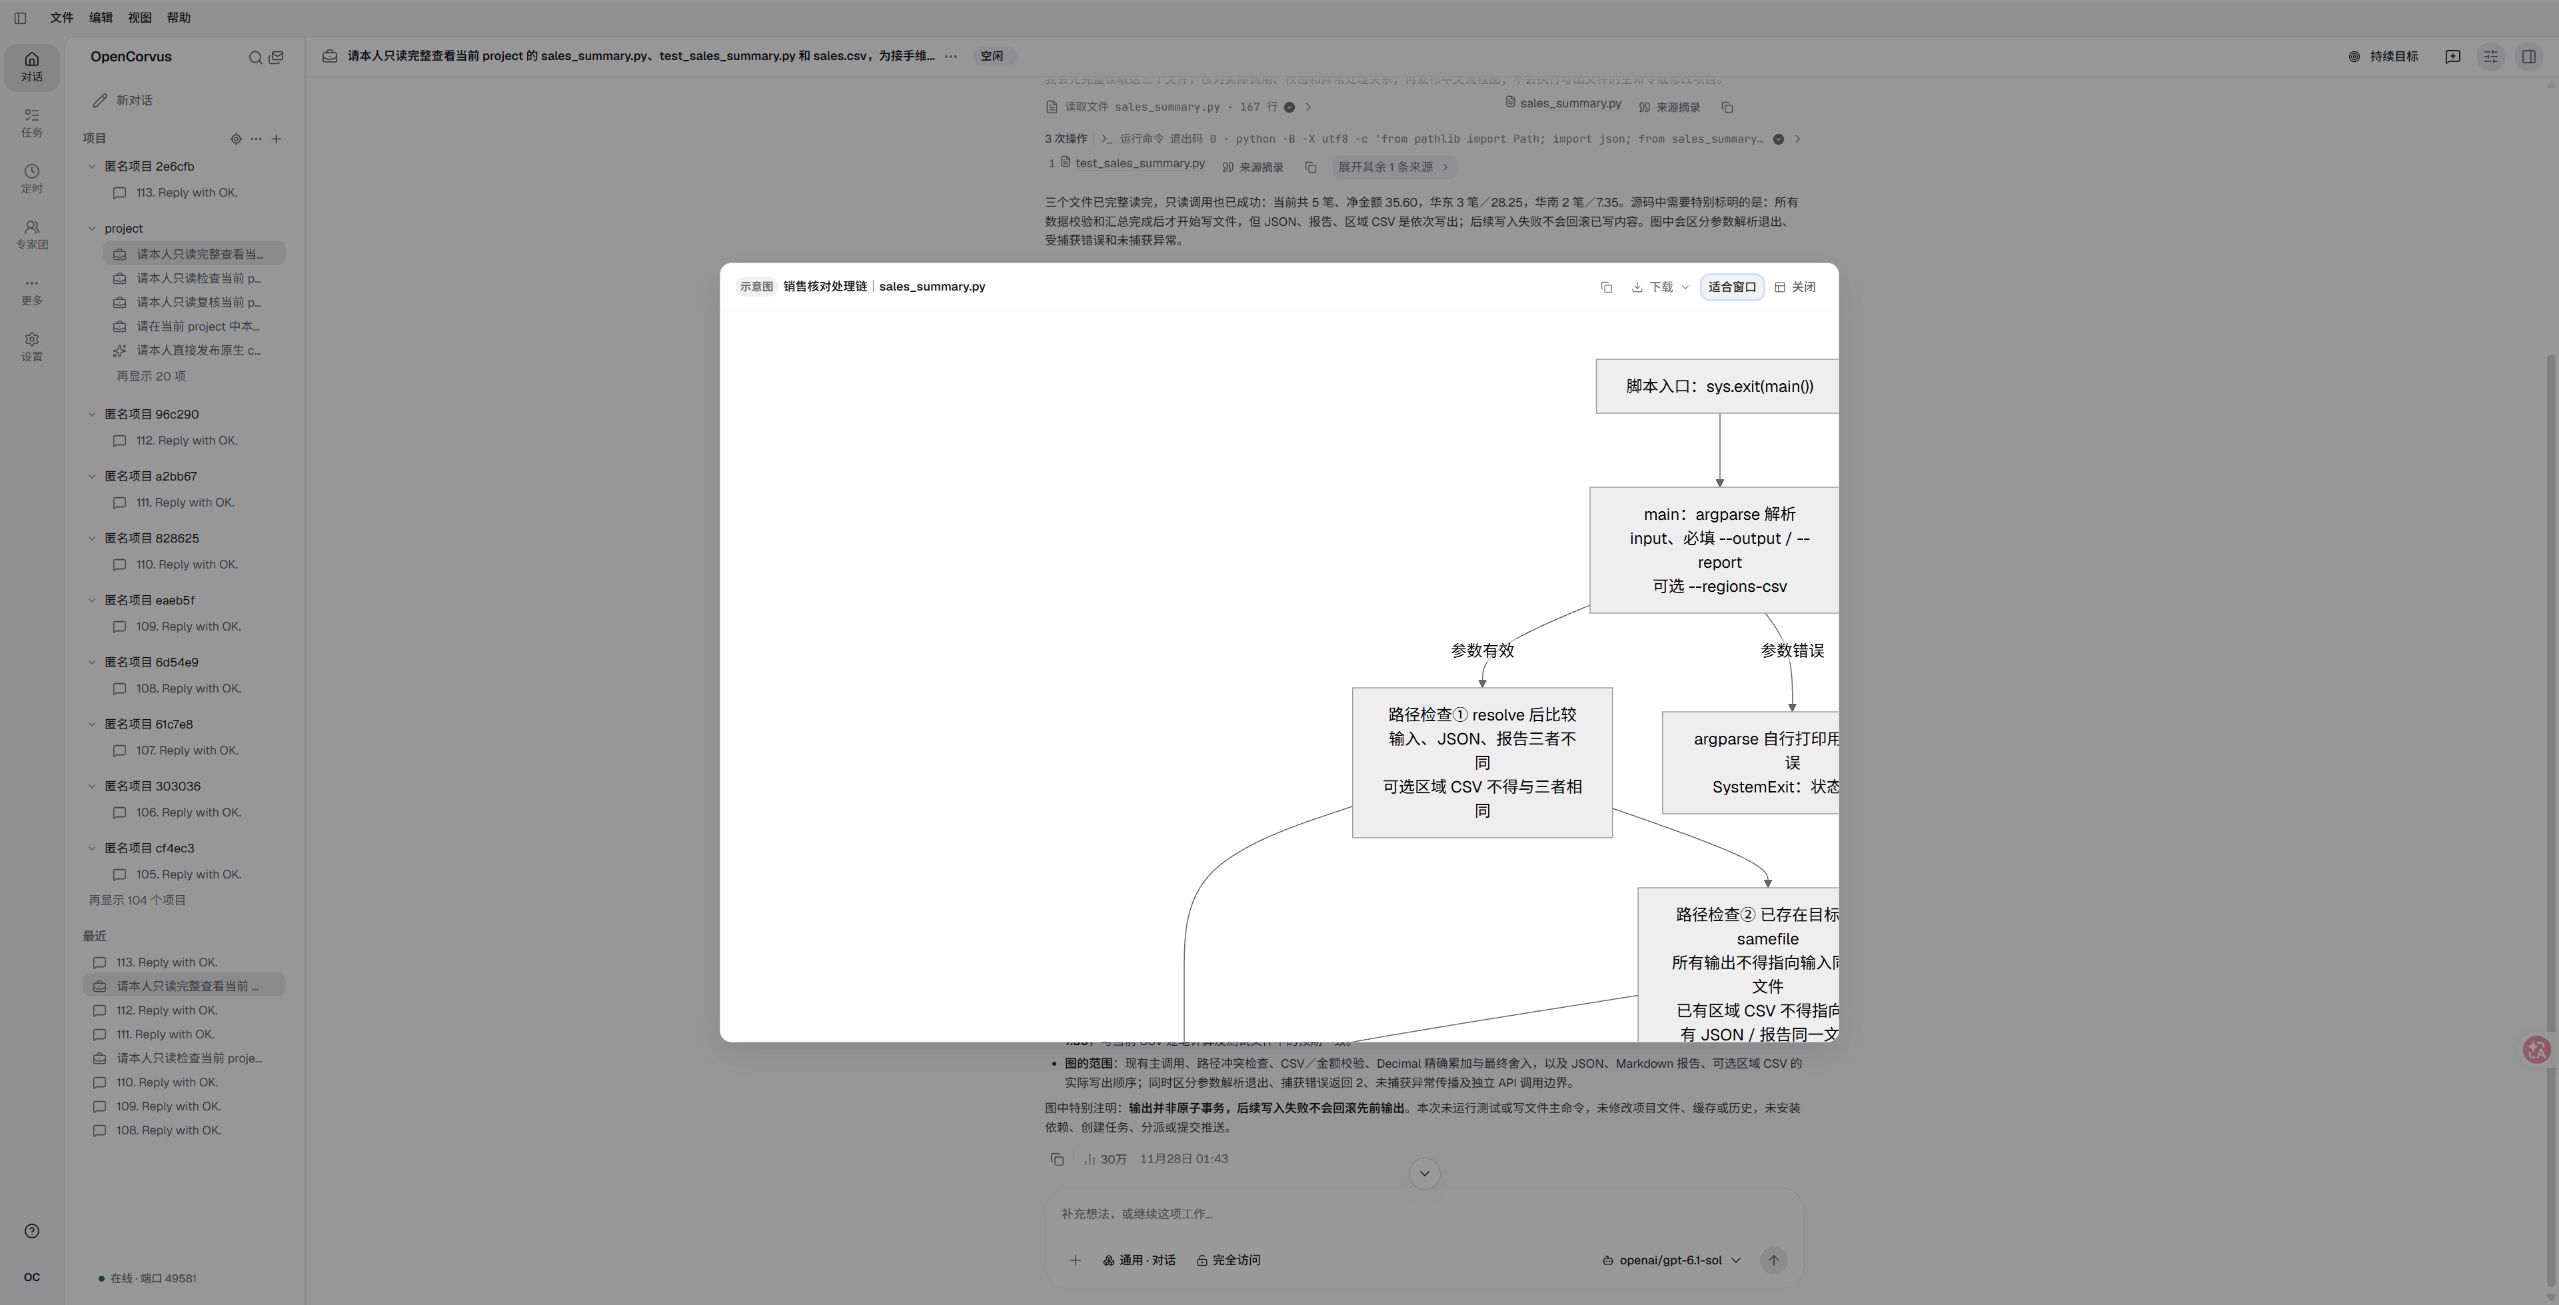 文件 编辑 视图 帮助
对话
任务
定时
专家团
更多
设置
OC
OpenCorvus
新对话
项目
匿名项目 2e6cfb
113. Reply with OK.
project
请本人只读完整查看当...
请本人只读检查当前 p...
请本人只读复核当前 p...
请在当前 project 中本...
请本人直接发布原生 c...
再显示 20 项
匿名项目 96c290
112. Reply with OK.
匿名项目 a2bb67
111. Reply with OK.
匿名项目 828625
110. Reply with OK.
匿名项目 eaeb5f
109. Reply with OK.
匿名项目 6d54e9
108. Reply with OK.
匿名项目 61c7e8
107. Reply with OK.
匿名项目 303036
106. Reply with OK.
匿名项目 cf4ec3
105. Reply with OK.
再显示 104 个项目
最近
113. Reply with OK.
请本人只读完整查看当前 ...
112. Reply with OK.
111. Reply with OK.
请本人只读检查当前 proje...
110. Reply with OK.
109. Reply with OK.
108. Reply with OK.
在线 · 端口 49581
请本人只读完整查看当前 project 的 sales_summary.py、test_sales_summary.py 和 sales.csv，为接手维... ... 空闲
持续目标
读取文件 sales_summary.py · 167 行
sales_summary.py 来源摘录
3 次操作 运行命令 退出码 0 · python -B -X utf8 -c 'from pathlib import Path; import json; from sales_summary...
1 test_sales_summary.py 来源摘录 展开其余 1 条来源
三个文件已完整读完，只读调用也已成功：当前共 5 笔、净金额 35.60，华东 3 笔／28.25，华南 2 笔／7.35。源码中需要特别标明的是：所有
数据校验和汇总完成后才开始写文件，但 JSON、报告、区域 CSV 是依次写出；后续写入失败不会回滚已写内容。图中会区分参数解析退出、
受捕获错误和未捕获异常。
示意图 销售核对处理链｜sales_summary.py
下载 适合窗口 关闭
脚本入口：sys.exit(main())
main：argparse 解析
input、必填 --output / --
report
可选 --regions-csv
参数有效
参数错误
路径检查① resolve 后比较
输入、JSON、报告三者不
同
可选区域 CSV 不得与三者相
同
argparse 自行打印用
误
SystemExit：状态
路径检查② 已存在目标
samefile
所有输出不得指向输入同
文件
已有区域 CSV 不得指向
有 JSON / 报告同一文
• 图的范围：现有主调用、路径冲突检查、CSV／金额校验、Decimal 精确累加与最终舍入，以及 JSON、Markdown 报告、可选区域 CSV 的
实际写出顺序；同时区分参数解析退出、捕获错误返回 2、未捕获异常传播及独立 API 调用边界。
图中特别注明：输出并非原子事务，后续写入失败不会回滚先前输出。本次未运行测试或写文件主命令，未修改项目文件、缓存或历史，未安装
依赖、创建任务、分派或提交推送。
30万 11月28日 01:43
补充想法，或继续这项工作...
通用 · 对话 完全访问
openai/gpt-6.1-sol